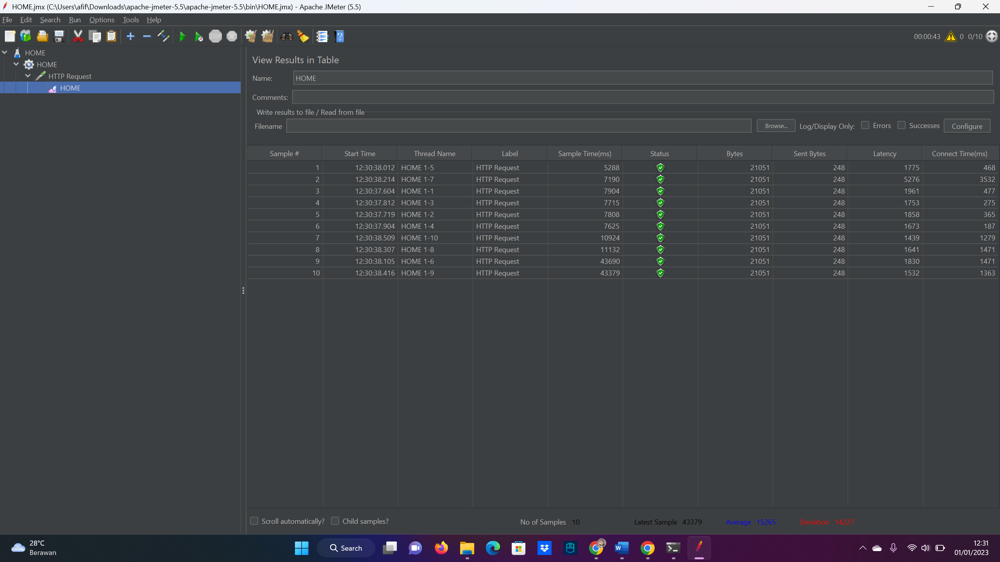 HOME.jmx (C:\Users\afif\Downloads\apache-jmeter-5.5\apache-jmeter-5.5\bin\HOME.jmx) - Apache JMeter (5.5)
File Edit Search Run Options Tools Help
STOP
00:00:43 0 0/10
HOME
HOME
HTTP Request
HOME
View Results in Table
Name: HOME
Comments:
Write results to file / Read from file
Filename Browse... Log/Display Only: Errors Successes Configure
Sample # Start Time Thread Name Label Sample Time(ms) Status Bytes Sent Bytes Latency Connect Time(ms)
1 12:30:38.012 HOME 1-5 HTTP Request 5288 21051 248 1775 468
2 12:30:38.214 HOME 1-7 HTTP Request 7190 21051 248 5276 3532
3 12:30:37.604 HOME 1-1 HTTP Request 7904 21051 248 1961 477
4 12:30:37.812 HOME 1-3 HTTP Request 7715 21051 248 1753 275
5 12:30:37.719 HOME 1-2 HTTP Request 7808 21051 248 1858 365
6 12:30:37.904 HOME 1-4 HTTP Request 7625 21051 248 1673 187
7 12:30:38.509 HOME 1-10 HTTP Request 10924 21051 248 1439 1279
8 12:30:38.307 HOME 1-8 HTTP Request 11132 21051 248 1641 1471
9 12:30:38.105 HOME 1-6 HTTP Request 43690 21051 248 1830 1471
10 12:30:38.416 HOME 1-9 HTTP Request 43379 21051 248 1532 1363
Scroll automatically? Child samples? No of Samples 10 Latest Sample 43379 Average 15265 Deviation 14227
28°C
Berawan
Search
12:31
01/01/2023